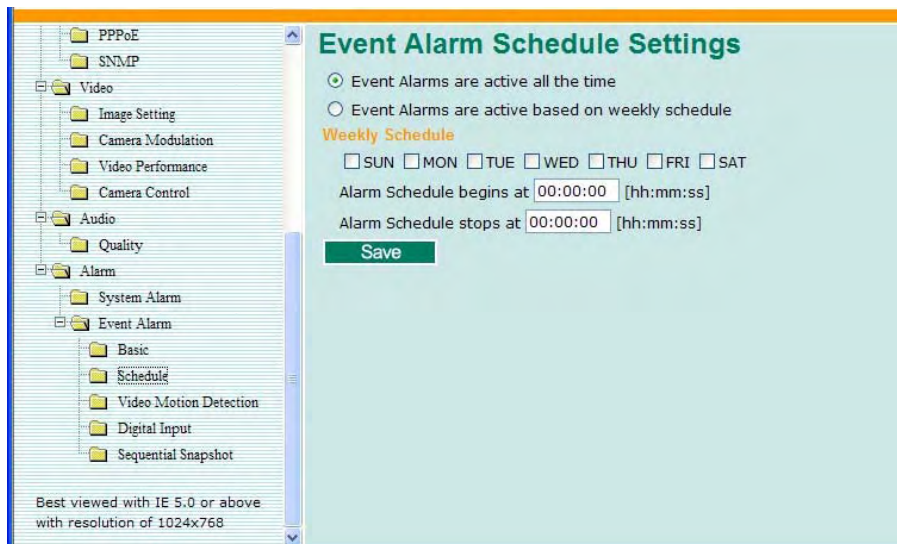 PPPoE
SNMP
Video
Image Setting
Camera Modulation
Video Performance
Camera Control
Audio
Quality
Alarm
System Alarm
Event Alarm
Basic
Schedule
Video Motion Detection
Digital Input
Sequential Snapshot
Best viewed with IE 5.0 or above
with resolution of 1024x768
Event Alarm Schedule Settings
Event Alarms are active all the time
Event Alarms are active based on weekly schedule
Weekly Schedule
SUN MON TUE WED THU FRI SAT
Alarm Schedule begins at 00:00:00 [hh:mm:ss]
Alarm Schedule stops at 00:00:00 [hh:mm:ss]
Save